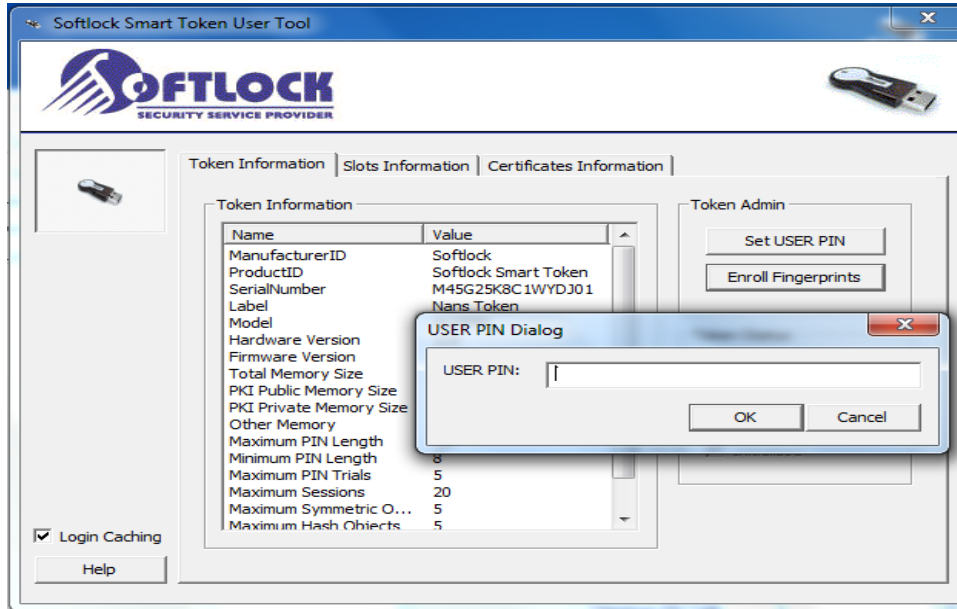 Softlock Smart Token User Tool
SOFTLOCK
SECURITY SERVICE PROVIDER
Token Information
Slots Information
Certificates Information
Token Information
Name Value
ManufacturerID Softlock
ProductID Softlock Smart Token
SerialNumber M45G25K8C1WYDJ01
Label Nans Token
Model
Hardware Version
Firmware Version
Total Memory Size
PKI Public Memory Size
PKI Private Memory Size
Other Memory
Maximum PIN Length
Minimum PIN Length 8
Maximum PIN Trials 5
Maximum Sessions 20
Maximum Symmetric O... 5
Maximum Hash Objects 5
Token Admin
Set USER PIN
Enroll Fingerprints
USER PIN Dialog
USER PIN:
OK
Cancel
Login Caching
Help